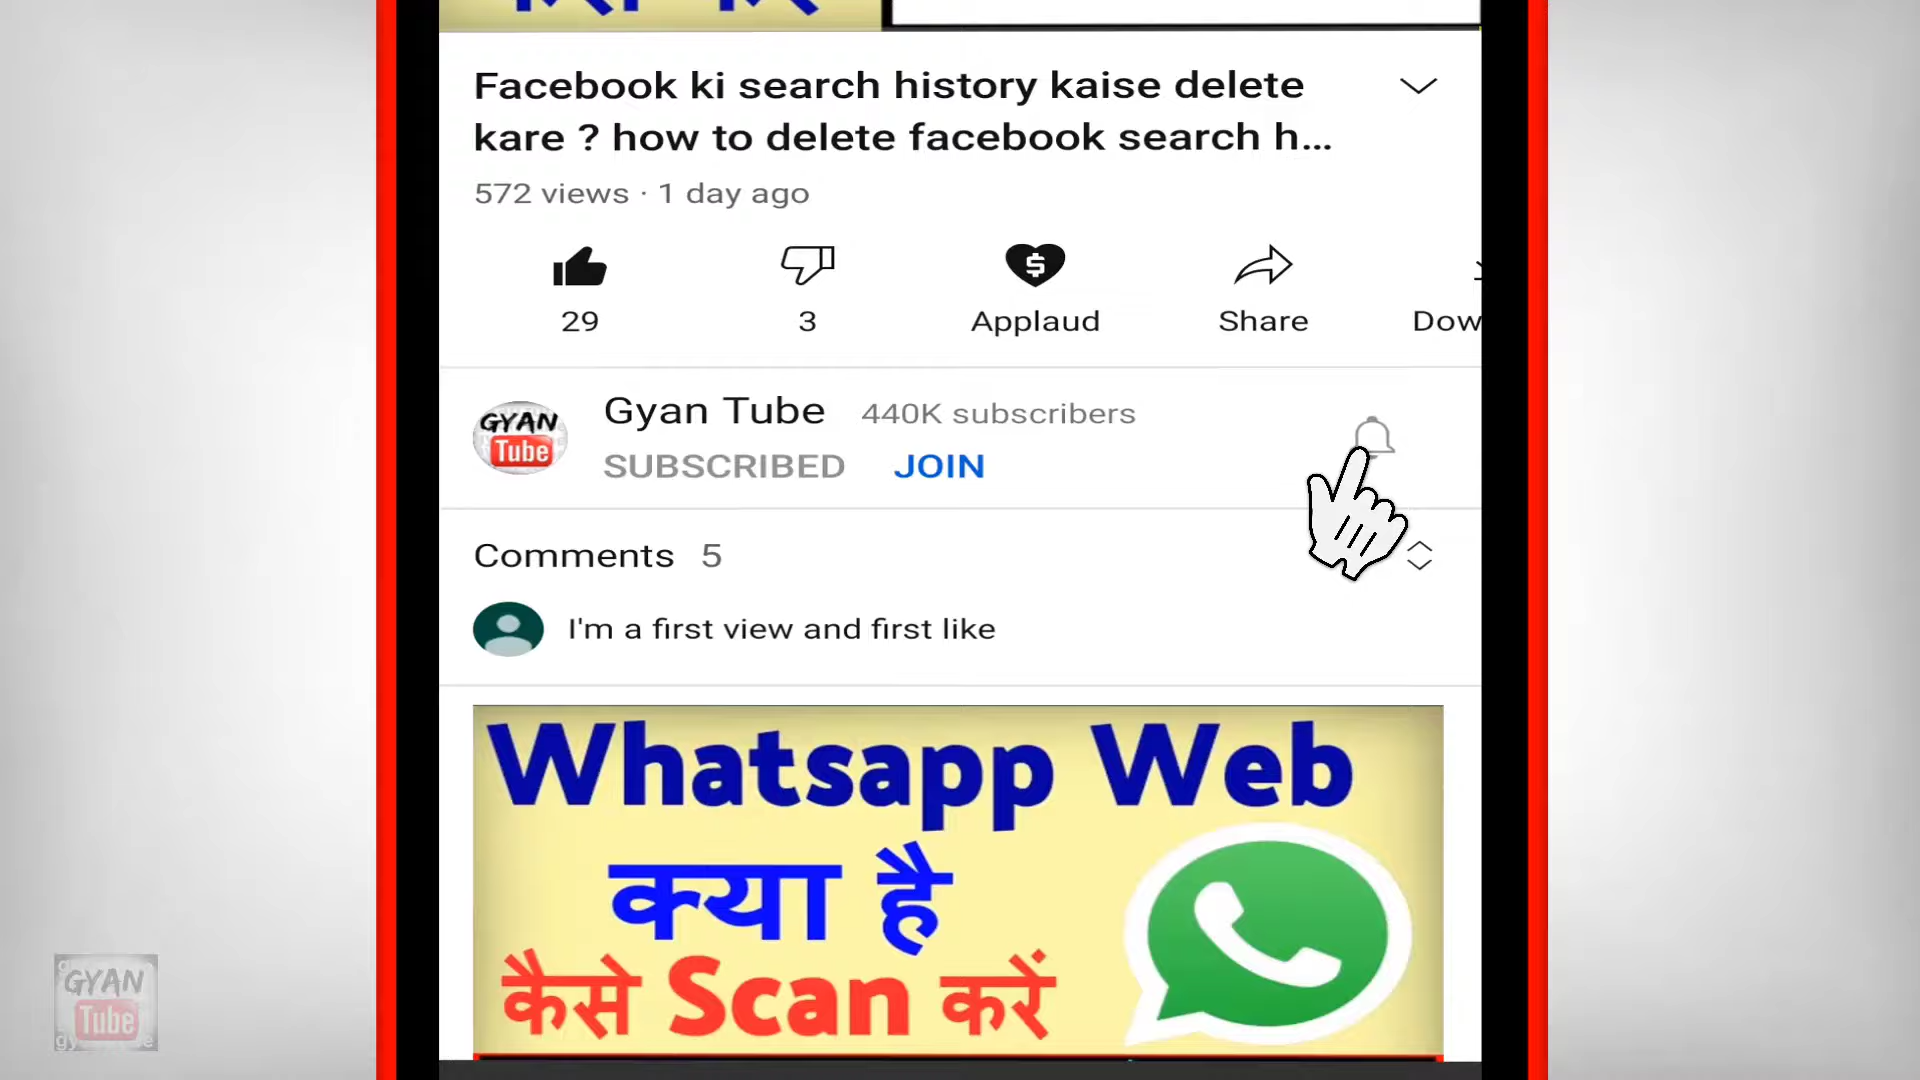 Facebook ki search history kaise delete
kare ? how to delete facebook search h...
572 views · 1 day ago
29
3
Applaud
Share
Dow
GYAN
Tube
Gyan Tube 440K subscribers
SUBSCRIBED JOIN
Comments 5
I'm a first view and first like
Whatsapp Web
क्या है
कैसे Scan करें
GYAN
Tube